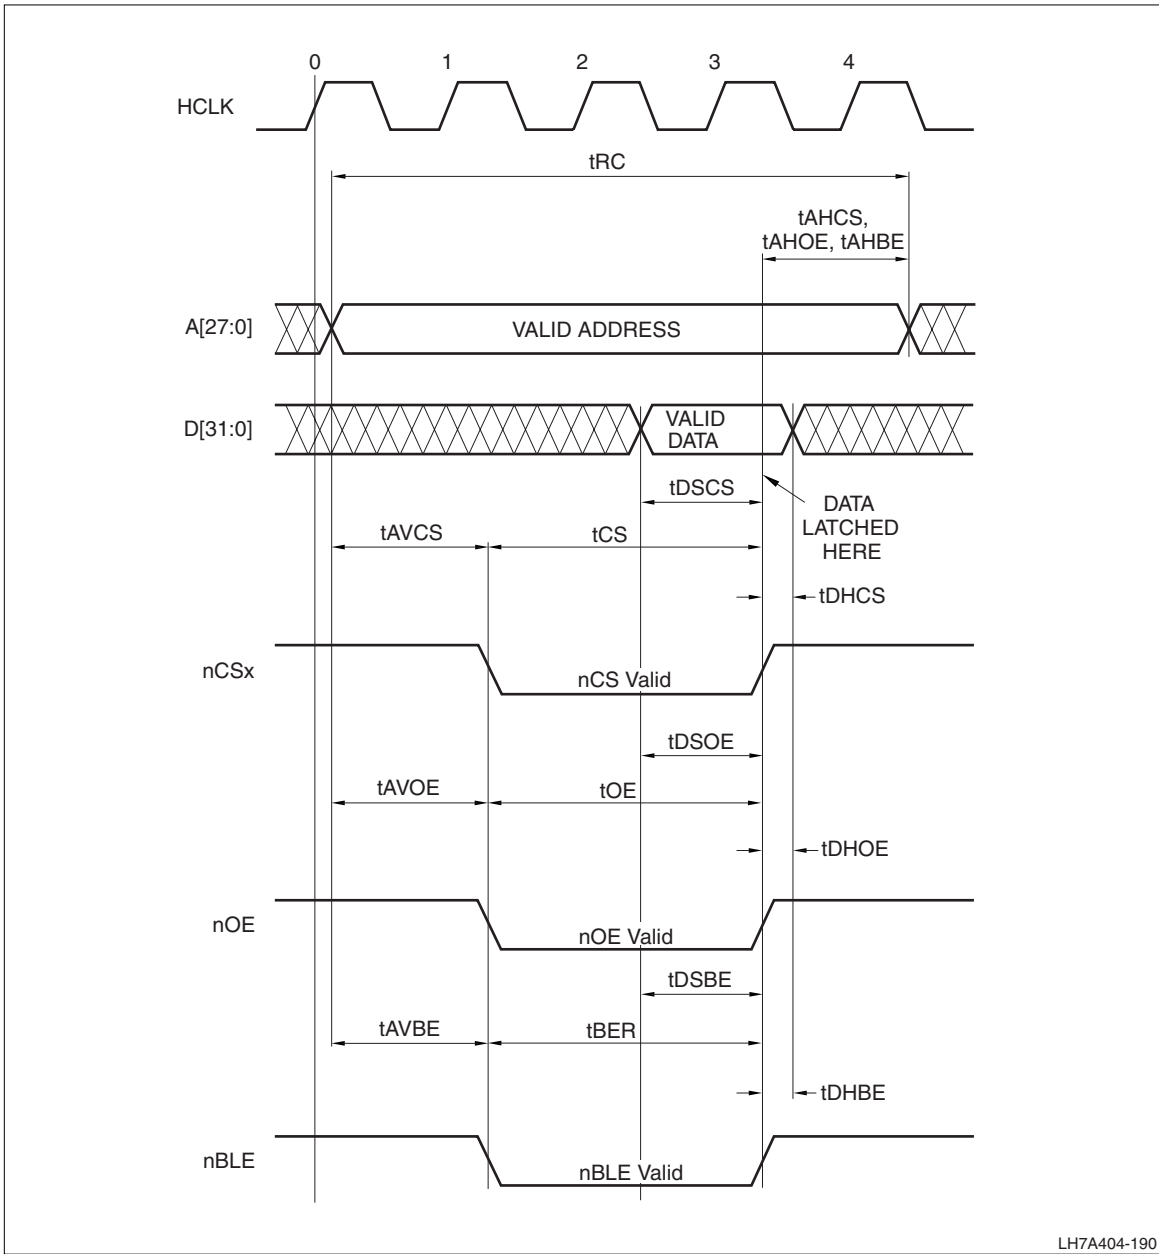 0 1 2 3 4
HCLK
tRC
tAHCS,
tAHOE, tAHBE
A[27:0]
VALID ADDRESS
D[31:0]
VALID
DATA
tDSCS
DATA
LATCHED
HERE
tAVCS
tCS
tDHCS
nCSx
nCS Valid
tDSOE
tAVOE
tOE
tDHOE
nOE
nOE Valid
tDSBE
tAVBE
tBER
tDHBE
nBLE
nBLE Valid
LH7A404-190